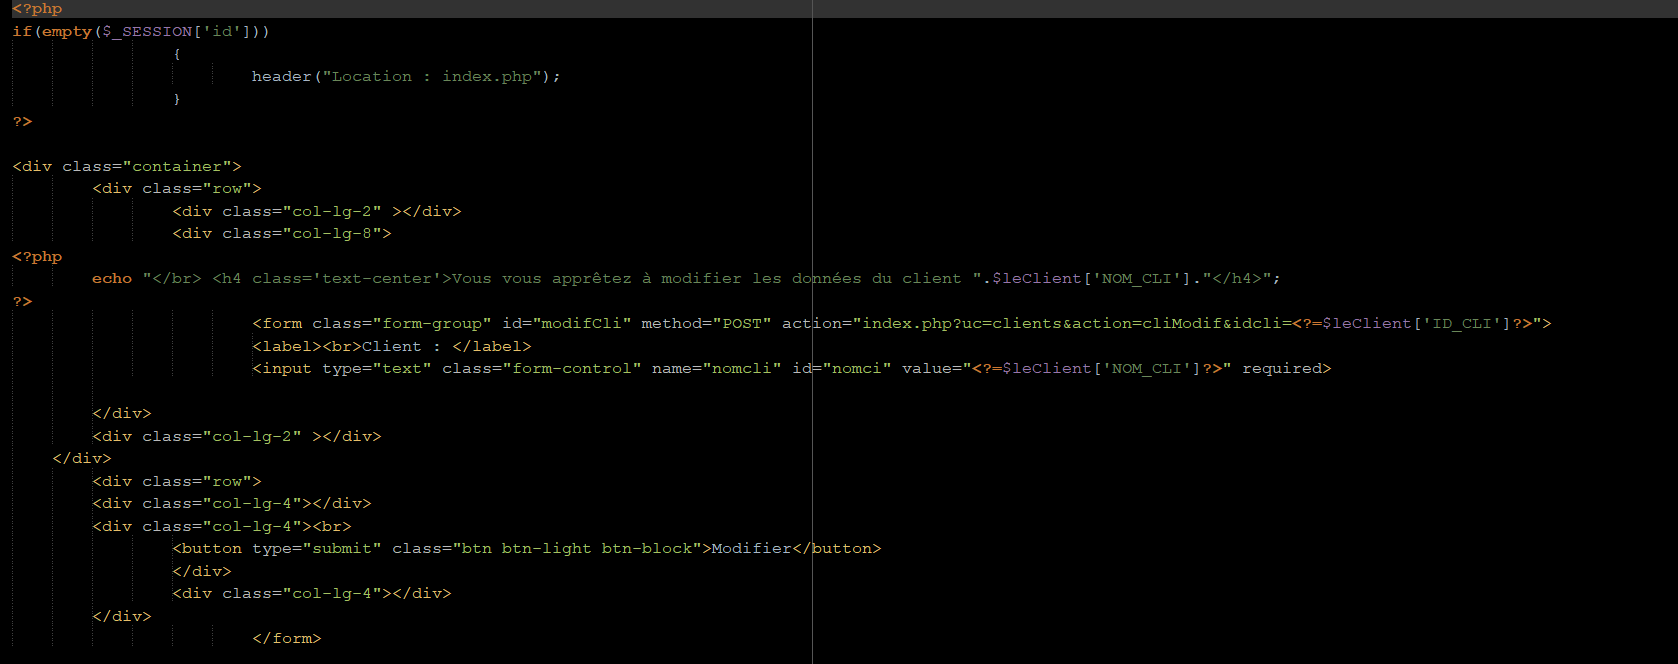 <?php
if(empty($_SESSION['id']))
{
header("Location : index.php");
}
?>
<div class="container">
<div class="row">
<div class="col-lg-2" ></div>
<div class="col-lg-8">
<?php
echo "</br> <h4 class='text-center'>Vous vous apprêtez à modifier les données du client ".$leClient['NOM_CLI']."</h4>";
?>
<form class="form-group" id="modifCli" method="POST" action="index.php?uc=clients&action=cliModif&idcli=<?=$leClient['ID_CLI']?>">
<label><br>Client : </label>
<input type="text" class="form-control" name="nomcli" id="nomci" value="<?=$leClient['NOM_CLI']?>" required>
</div>
<div class="col-lg-2" ></div>
</div>
<div class="row">
<div class="col-lg-4"></div>
<div class="col-lg-4"><br>
<button type="submit" class="btn btn-light btn-block">Modifier</button>
</div>
<div class="col-lg-4"></div>
</div>
</form>